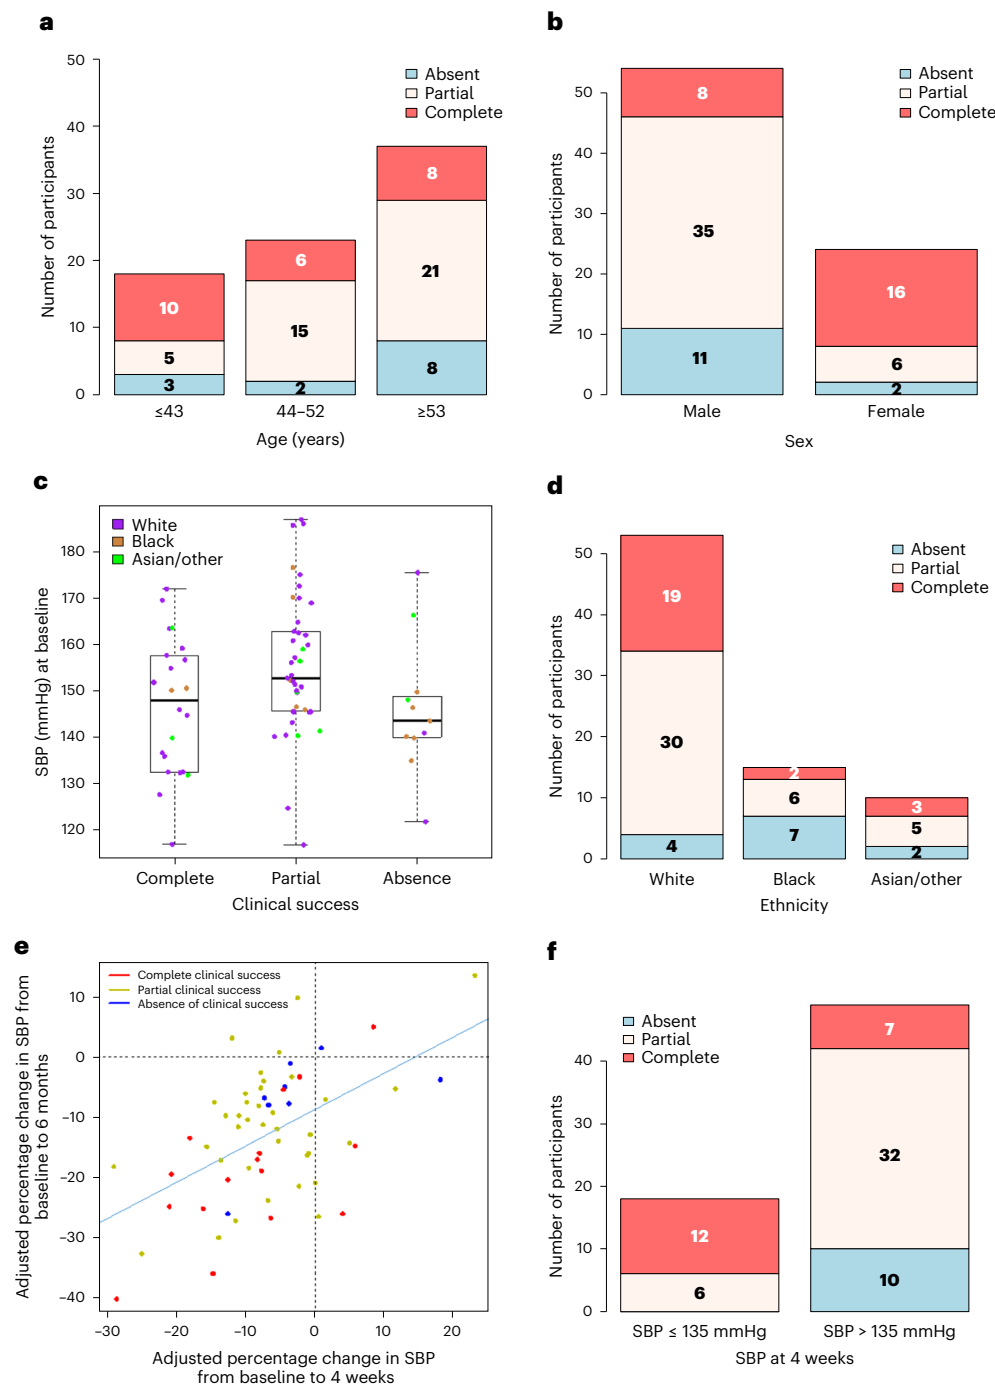 a
50
40
30
20
10
0
Number of participants
Absent
Partial
Complete
10
5
3
6
15
2
8
21
8
≤43
44–52
≥53
Age (years)
b
50
40
30
20
10
0
Number of participants
Absent
Partial
Complete
8
35
11
16
6
2
Male
Female
Sex
c
180
170
160
150
140
130
120
SBP (mmHg) at baseline
White
Black
Asian/other
Complete
Partial
Absence
Clinical success
d
50
40
30
20
10
0
Number of participants
Absent
Partial
Complete
19
30
4
2
6
7
3
5
2
White
Black
Asian/other
Ethnicity
e
10
0
–10
–20
–30
–40
Adjusted percentage change in SBP from
baseline to 6 months
Complete clinical success
Partial clinical success
Absence of clinical success
–30
–20
–10
0
10
20
Adjusted percentage change in SBP
from baseline to 4 weeks
f
40
30
20
10
0
Number of participants
Absent
Partial
Complete
12
6
7
32
10
SBP ≤ 135 mmHg
SBP > 135 mmHg
SBP at 4 weeks